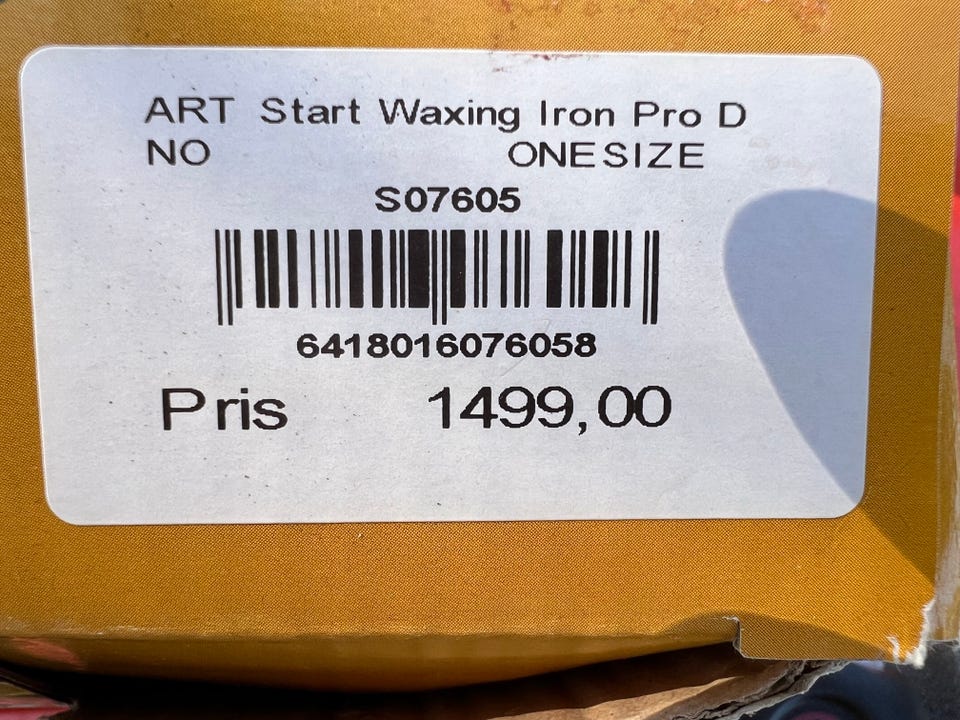 ART Start Waxing Iron Pro D
NO ONESIZE
S07605
6418016076058
Pris 1499,00